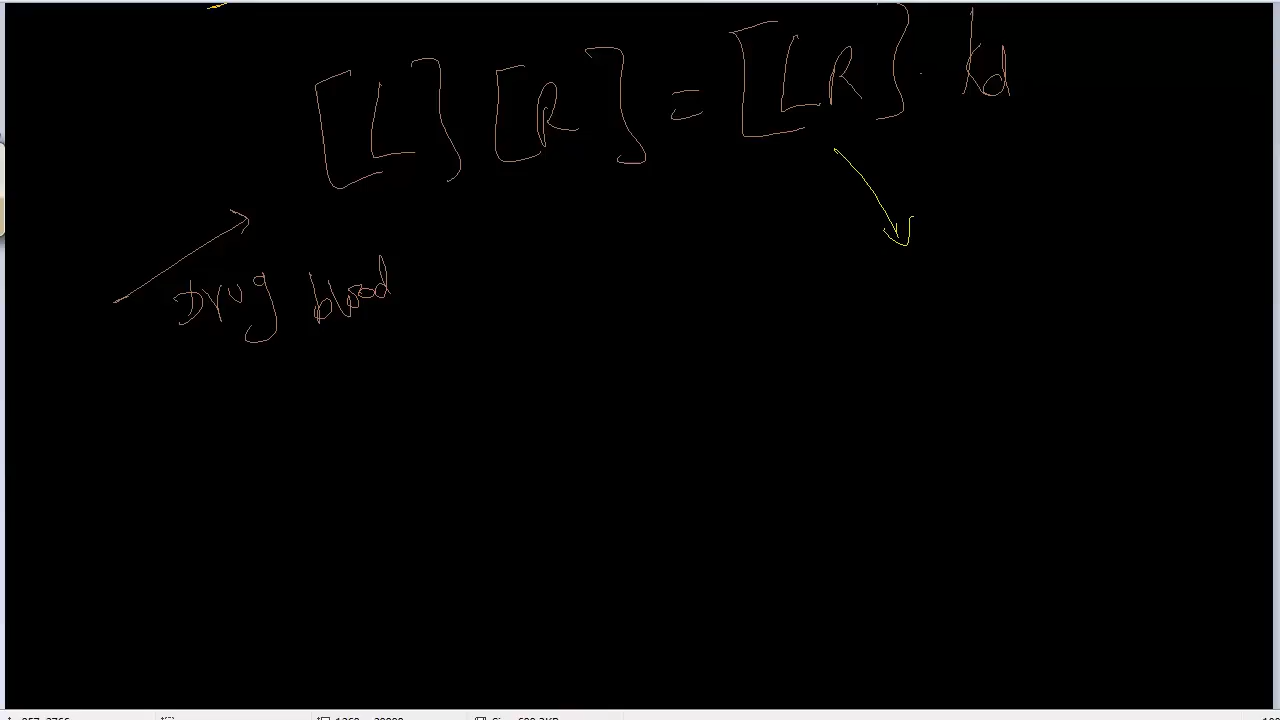 [L] [R] = [LR] · kd
Drug blood